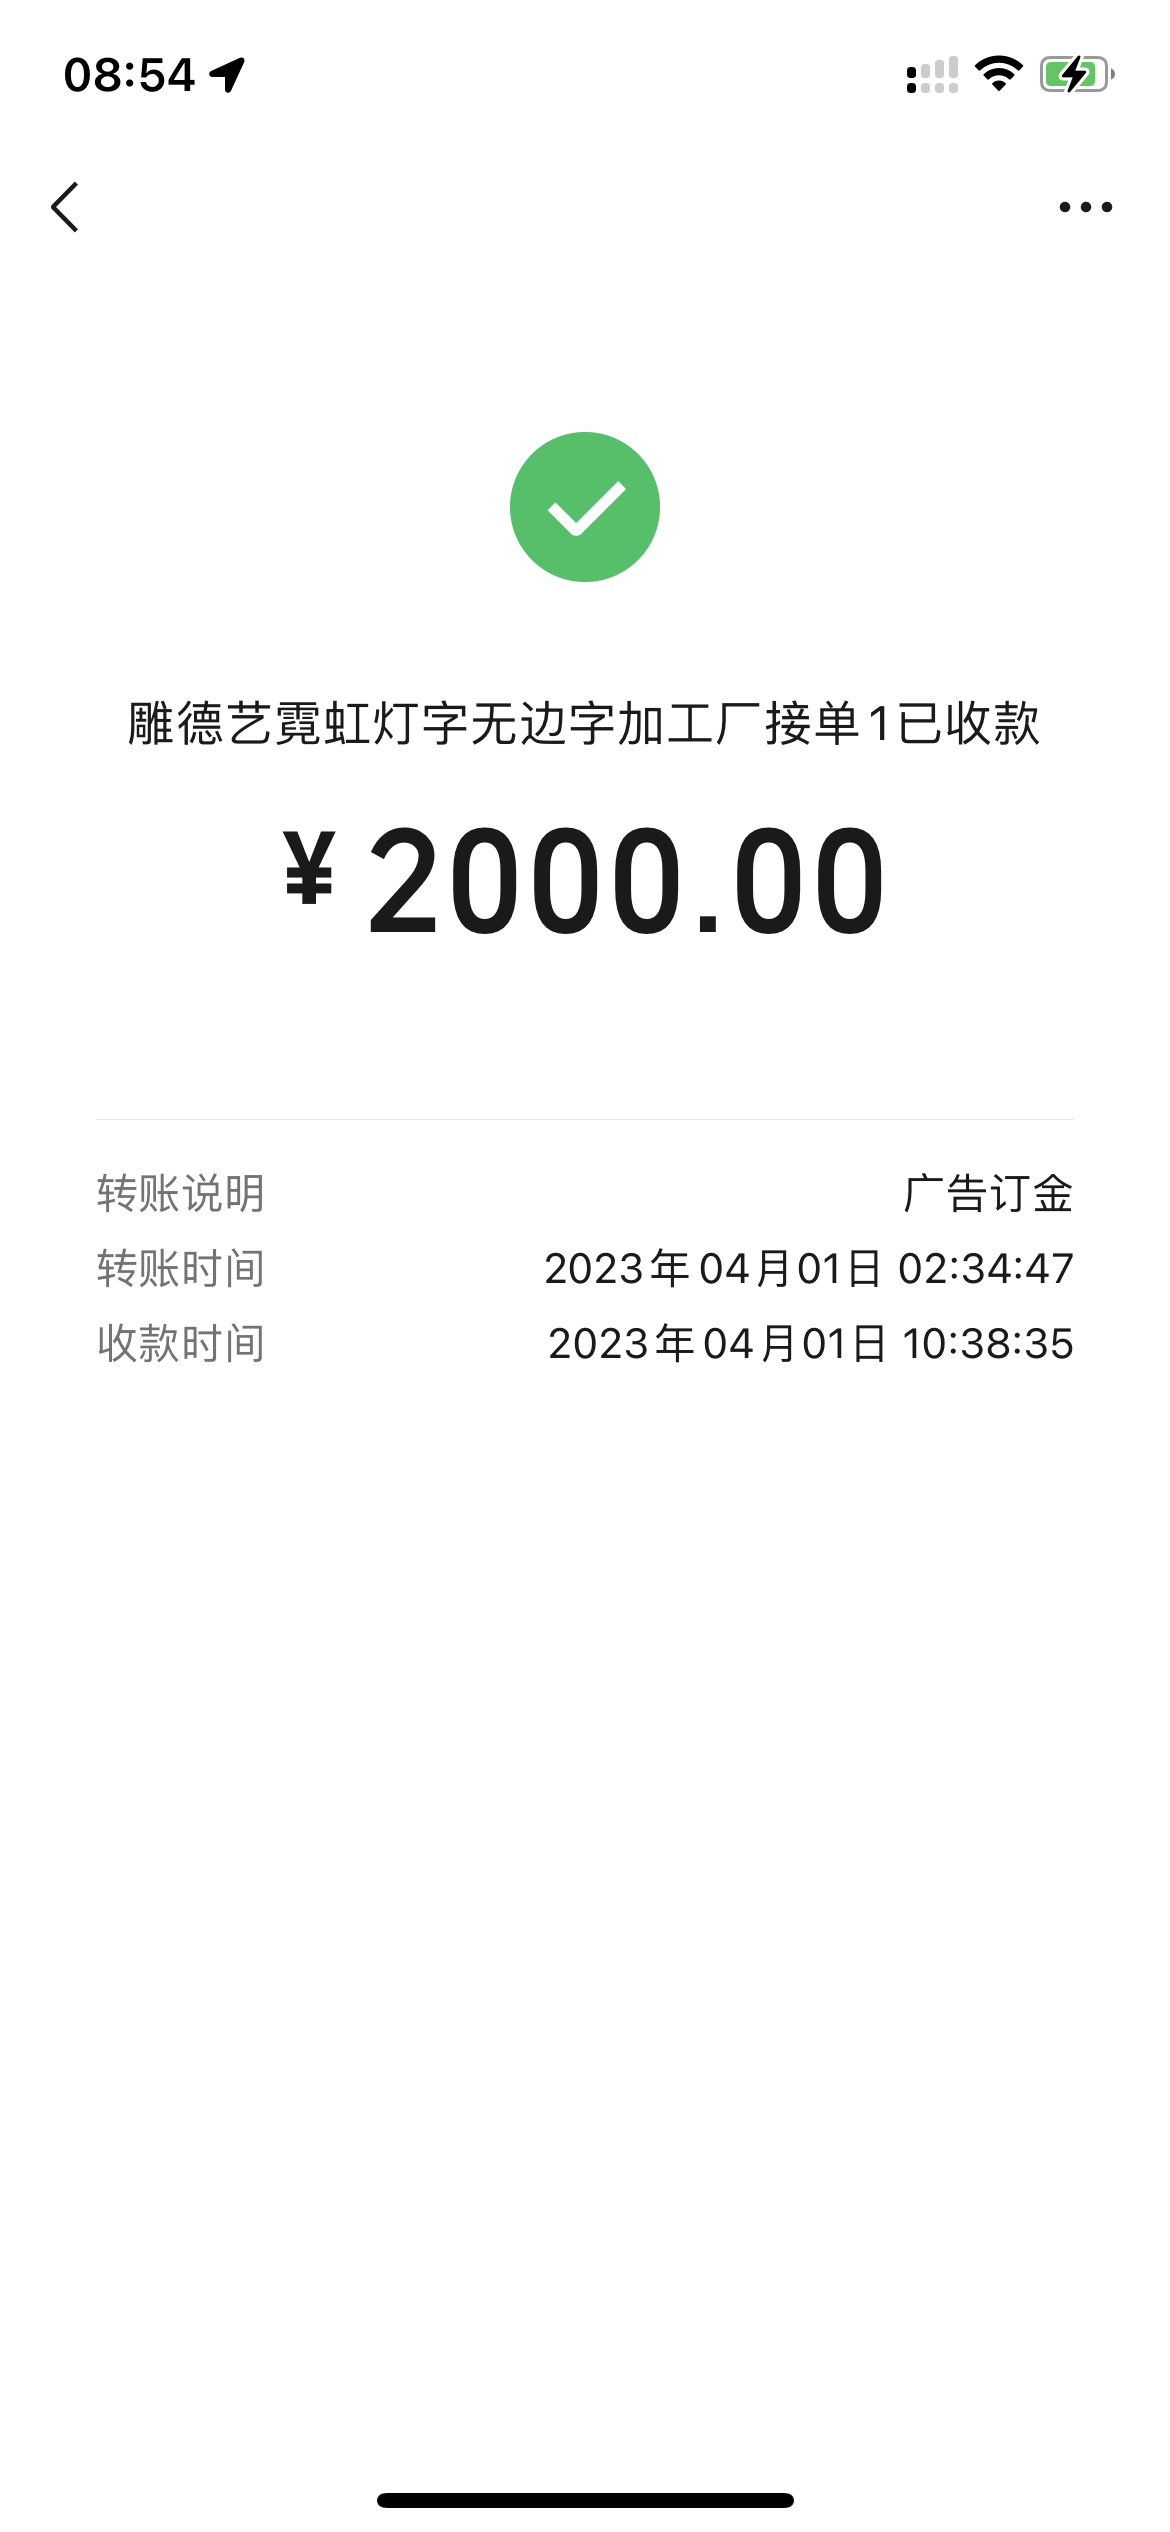 08:54
雕德艺霓虹灯字无边字加工厂接单1已收款
¥2000.00
转账说明 广告订金
转账时间 2023年04月01日 02:34:47
收款时间 2023年04月01日 10:38:35